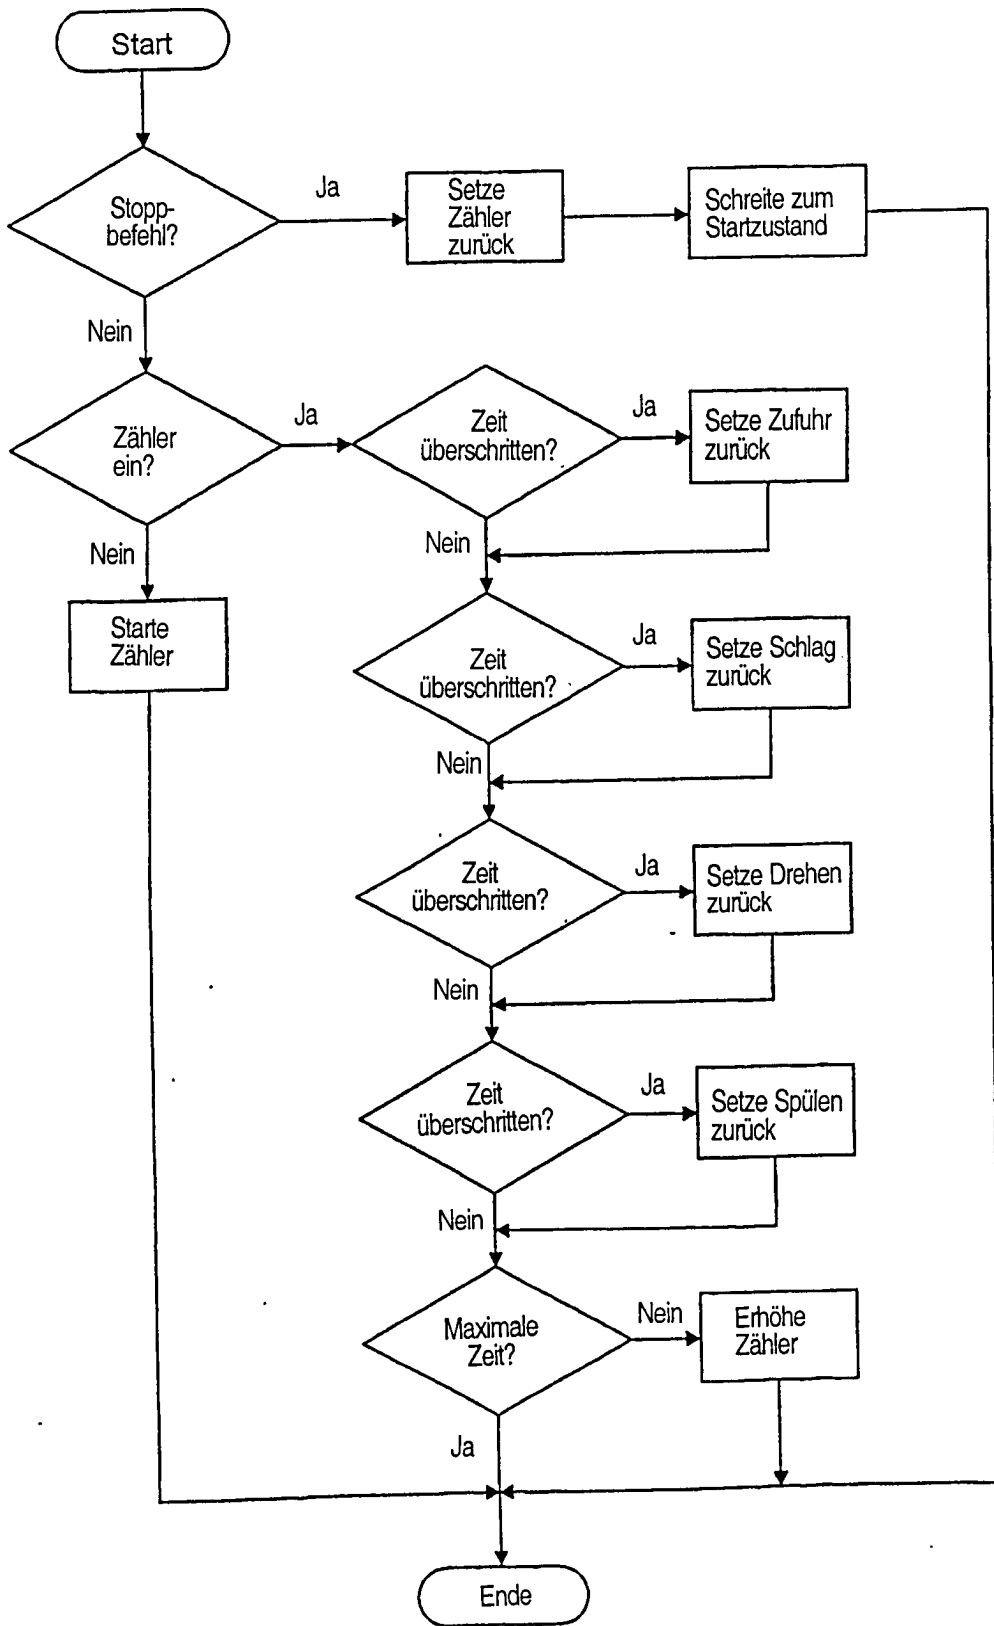 Start
Stopp-
befehl?
Ja
Setze
Zähler
zurück
Schreite zum
Startzustand
Nein
Zähler
ein?
Ja
Zeit
überschritten?
Ja
Setze Zufuhr
zurück
Nein
Nein
Starte
Zähler
Zeit
überschritten?
Ja
Setze Schlag
zurück
Nein
Zeit
überschritten?
Ja
Setze Drehen
zurück
Nein
Zeit
überschritten?
Ja
Setze Spülen
zurück
Nein
Maximale
Zeit?
Nein
Erhöhe
Zähler
Ja
Ende